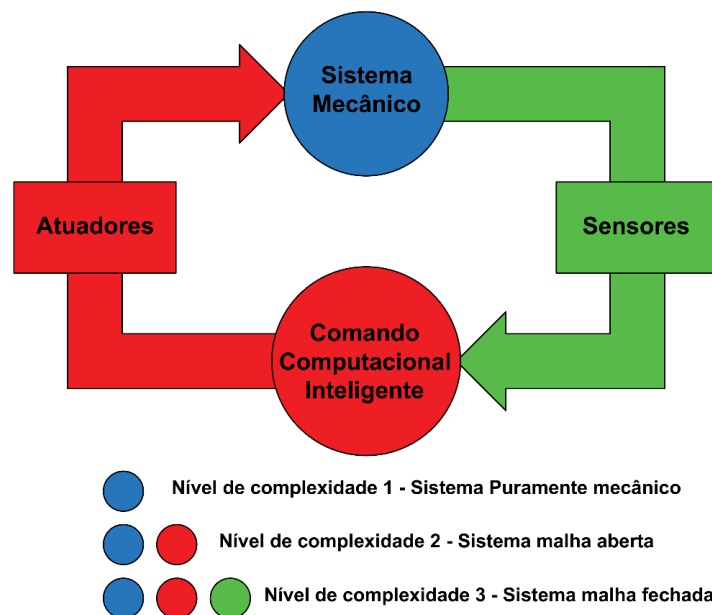 Sistema
Mecânico
Atuadores
Sensores
Comando
Computacional
Inteligente
Nível de complexidade 1 - Sistema Puramente mecânico
Nível de complexidade 2 - Sistema malha aberta
Nível de complexidade 3 - Sistema malha fechada